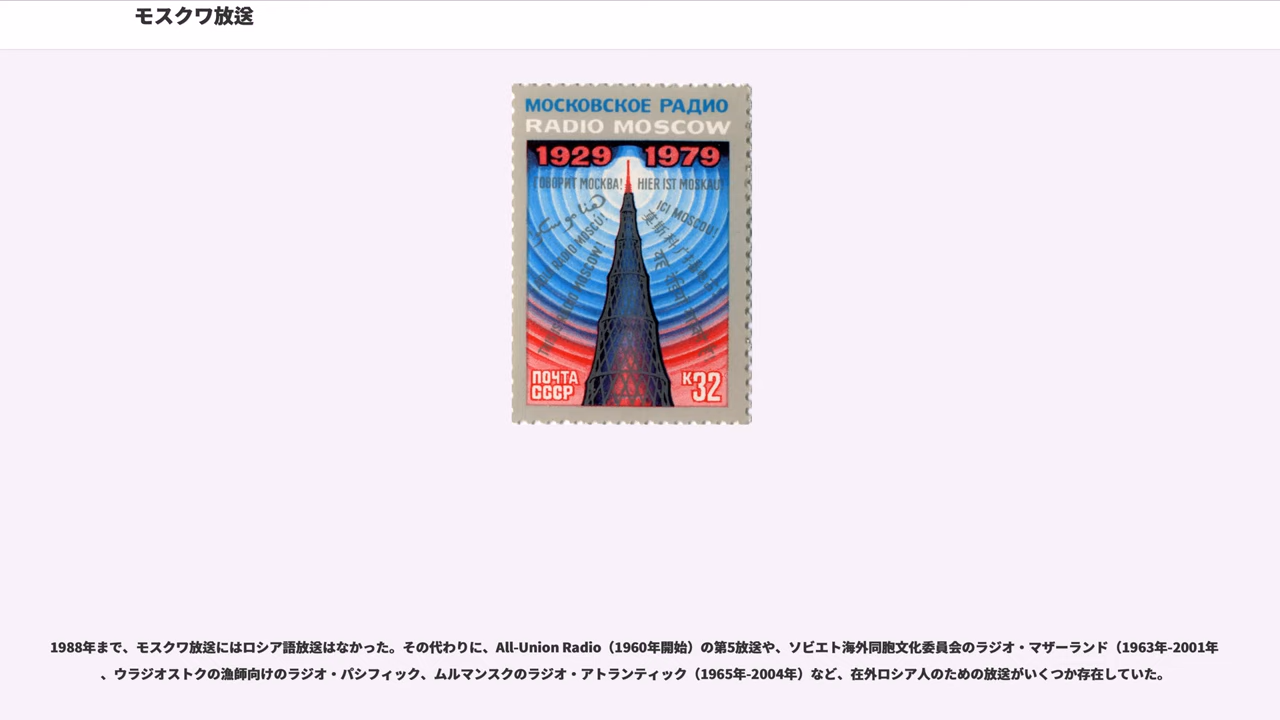 モスクワ放送
МОСКОВСКОЕ РАДИО
RADIO MOSCOW
1929 1979
ГОВОРИТ МОСКВА! HIER IST MOSKAU!
ICI MOSCOU!
RADIO MOSCÚ!
THIS IS RADIO MOSCOW!
ПОЧТА
СССР
К32
1988年まで、モスクワ放送にはロシア語放送はなかった。その代わりに、All-Union Radio（1960年開始）の第5放送や、ソビエト海外同胞文化委員会のラジオ・マザーランド（1963年-2001年
、ウラジオストクの漁師向けのラジオ・パシフィック、ムルマンスクのラジオ・アトランティック（1965年-2004年）など、在外ロシア人のための放送がいくつか存在していた。